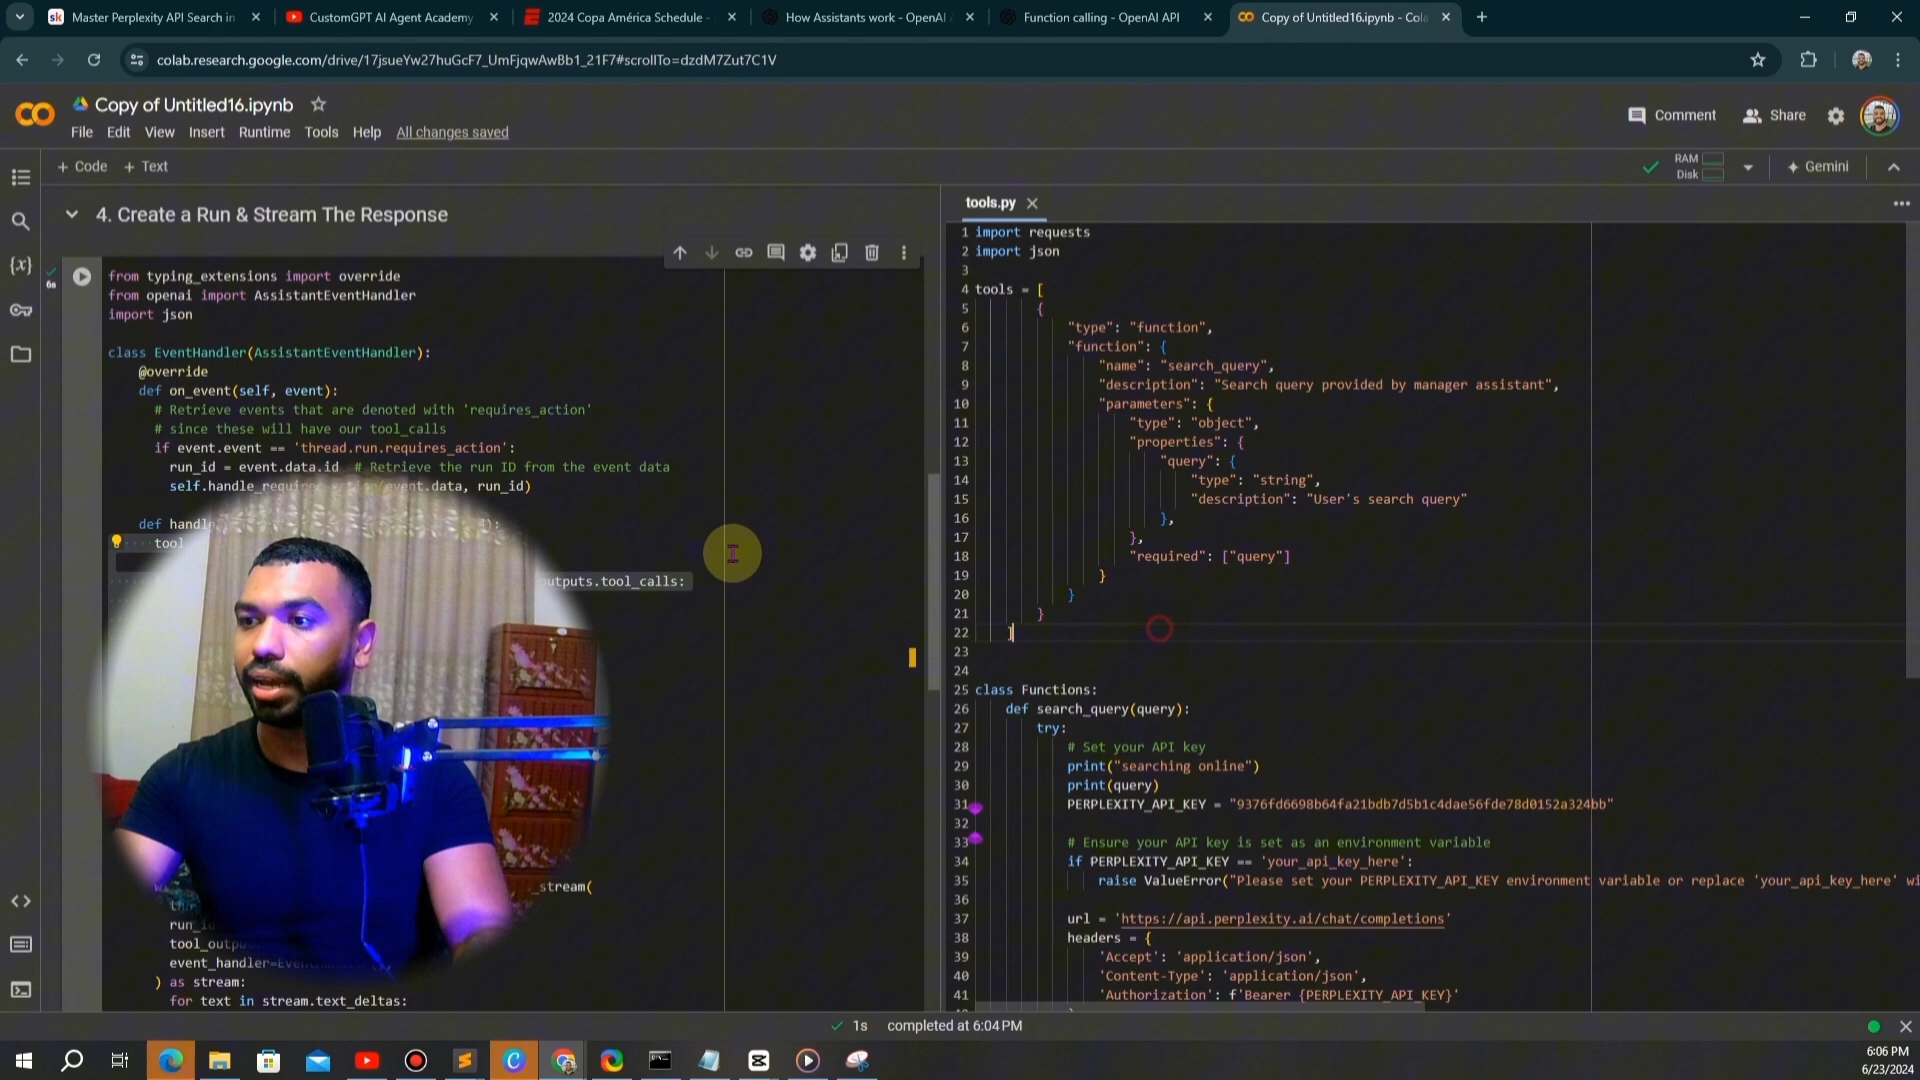 Master Perplexity API Search in
CustomGPT AI Agent Academy
2024 Copa América Schedule -
How Assistants work - OpenAI
Function calling - OpenAI API
Copy of Untitled16.ipynb - Cola
colab.research.google.com/drive/17jsueYw27huGcF7_UmFjqwAwBb1_21F7#scrollTo=dzdM7Zut7C1V
Copy of Untitled16.ipynb
Comment
Share
File Edit View Insert Runtime Tools Help All changes saved
+ Code + Text
RAM
Disk
Gemini
4. Create a Run & Stream The Response
6s
from typing_extensions import override
from openai import AssistantEventHandler
import json
class EventHandler(AssistantEventHandler):
@override
def on_event(self, event):
# Retrieve events that are denoted with 'requires_action'
# since these will have our tool_calls
if event.event == 'thread.run.requires_action':
run_id = event.data.id # Retrieve the run ID from the event data
self.handle_requires_action(event.data, run_id)
def handle
tool
outputs.tool_calls:
_stream(
run_id
tool_outpu
event_handler=EventHandler(),
) as stream:
for text in stream.text_deltas:
tools.py
1 import requests
2 import json
3
4 tools = [
5 {
6 "type": "function",
7 "function": {
8 "name": "search_query",
9 "description": "Search query provided by manager assistant",
10 "parameters": {
11 "type": "object",
12 "properties": {
13 "query": {
14 "type": "string",
15 "description": "User's search query"
16 },
17 },
18 "required": ["query"]
19 }
20 }
21 }
22 ]
23
24
25 class Functions:
26 def search_query(query):
27 try:
28 # Set your API key
29 print("searching online")
30 print(query)
31 PERPLEXITY_API_KEY = "9376fd6698b64fa21bdb7d5b1c4dae56fde78d0152a324bb"
32
33 # Ensure your API key is set as an environment variable
34 if PERPLEXITY_API_KEY == 'your_api_key_here':
35 raise ValueError("Please set your PERPLEXITY_API_KEY environment variable or replace 'your_api_key_here' wi
36
37 url = 'https://api.perplexity.ai/chat/completions'
38 headers = {
39 'Accept': 'application/json',
40 'Content-Type': 'application/json',
41 'Authorization': f'Bearer {PERPLEXITY_API_KEY}'
1s completed at 6:04 PM
6:06 PM
6/23/2024